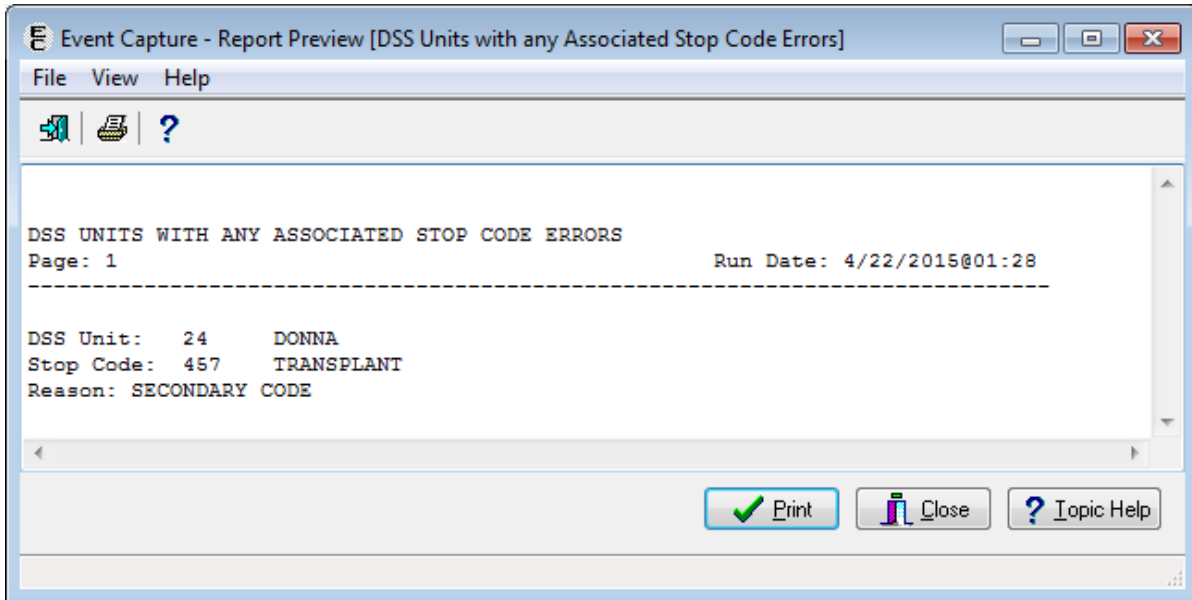 Event Capture - Report Preview [DSS Units with any Associated Stop Code Errors]
File View Help
DSS UNITS WITH ANY ASSOCIATED STOP CODE ERRORS
Page: 1 Run Date: 4/22/2015@01:28
--------------------------------------------------------------------------------
DSS Unit: 24 DONNA
Stop Code: 457 TRANSPLANT
Reason: SECONDARY CODE
Print Close ? Topic Help